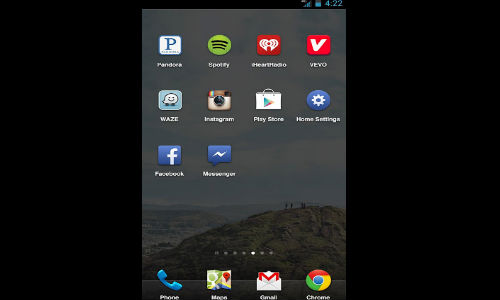 4:22
Pandora Spotify iHeartRadio VEVO
WAZE Instagram Play Store Home Settings
Facebook Messenger
Phone Maps Gmail Chrome